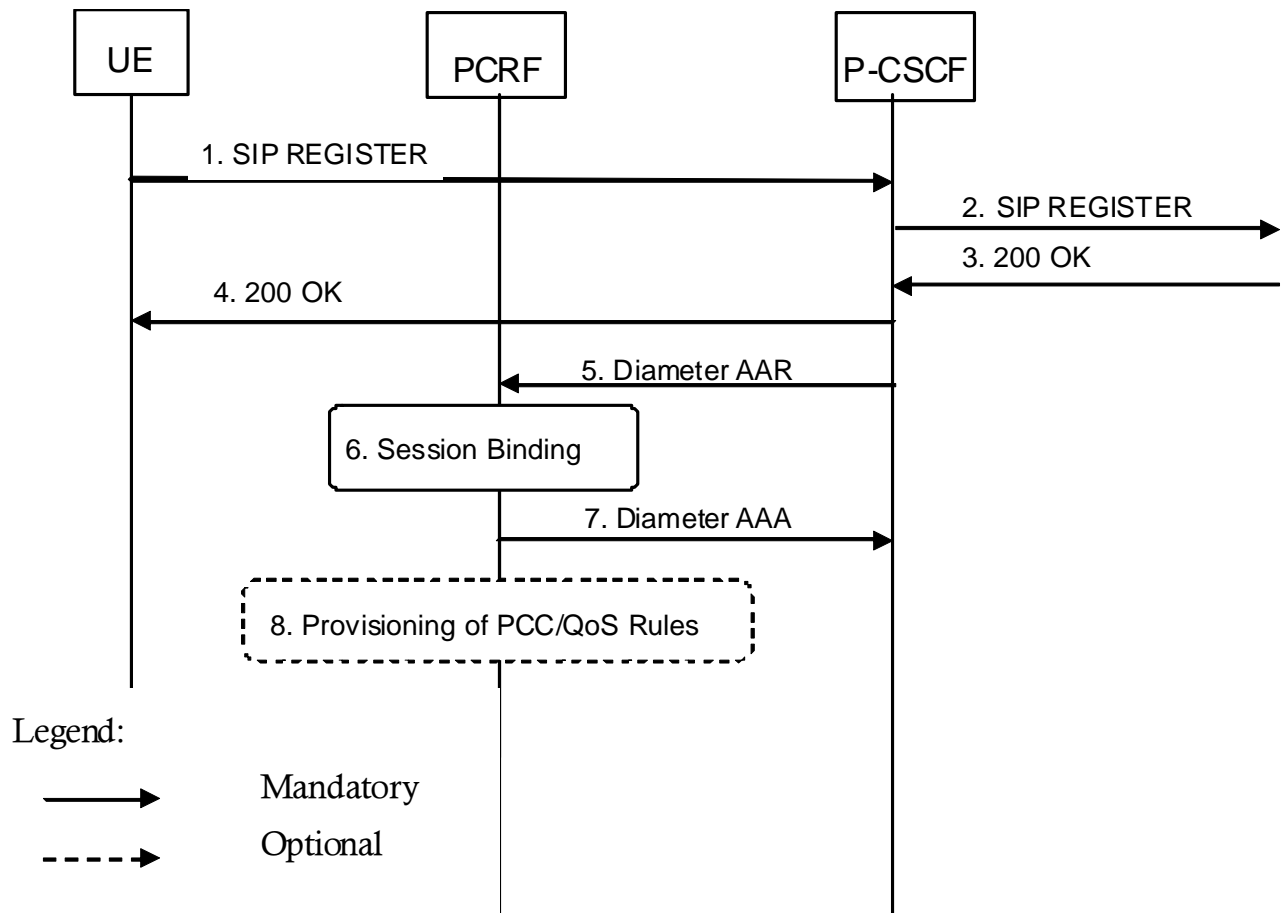 UE
PCRF
P-CSCF
1. SIP REGISTER
2. SIP REGISTER
3. 200 OK
4. 200 OK
5. Diameter AAR
6. Session Binding
7. Diameter AAA
8. Provisioning of PCC/QoS Rules
Legend:
Mandatory
Optional